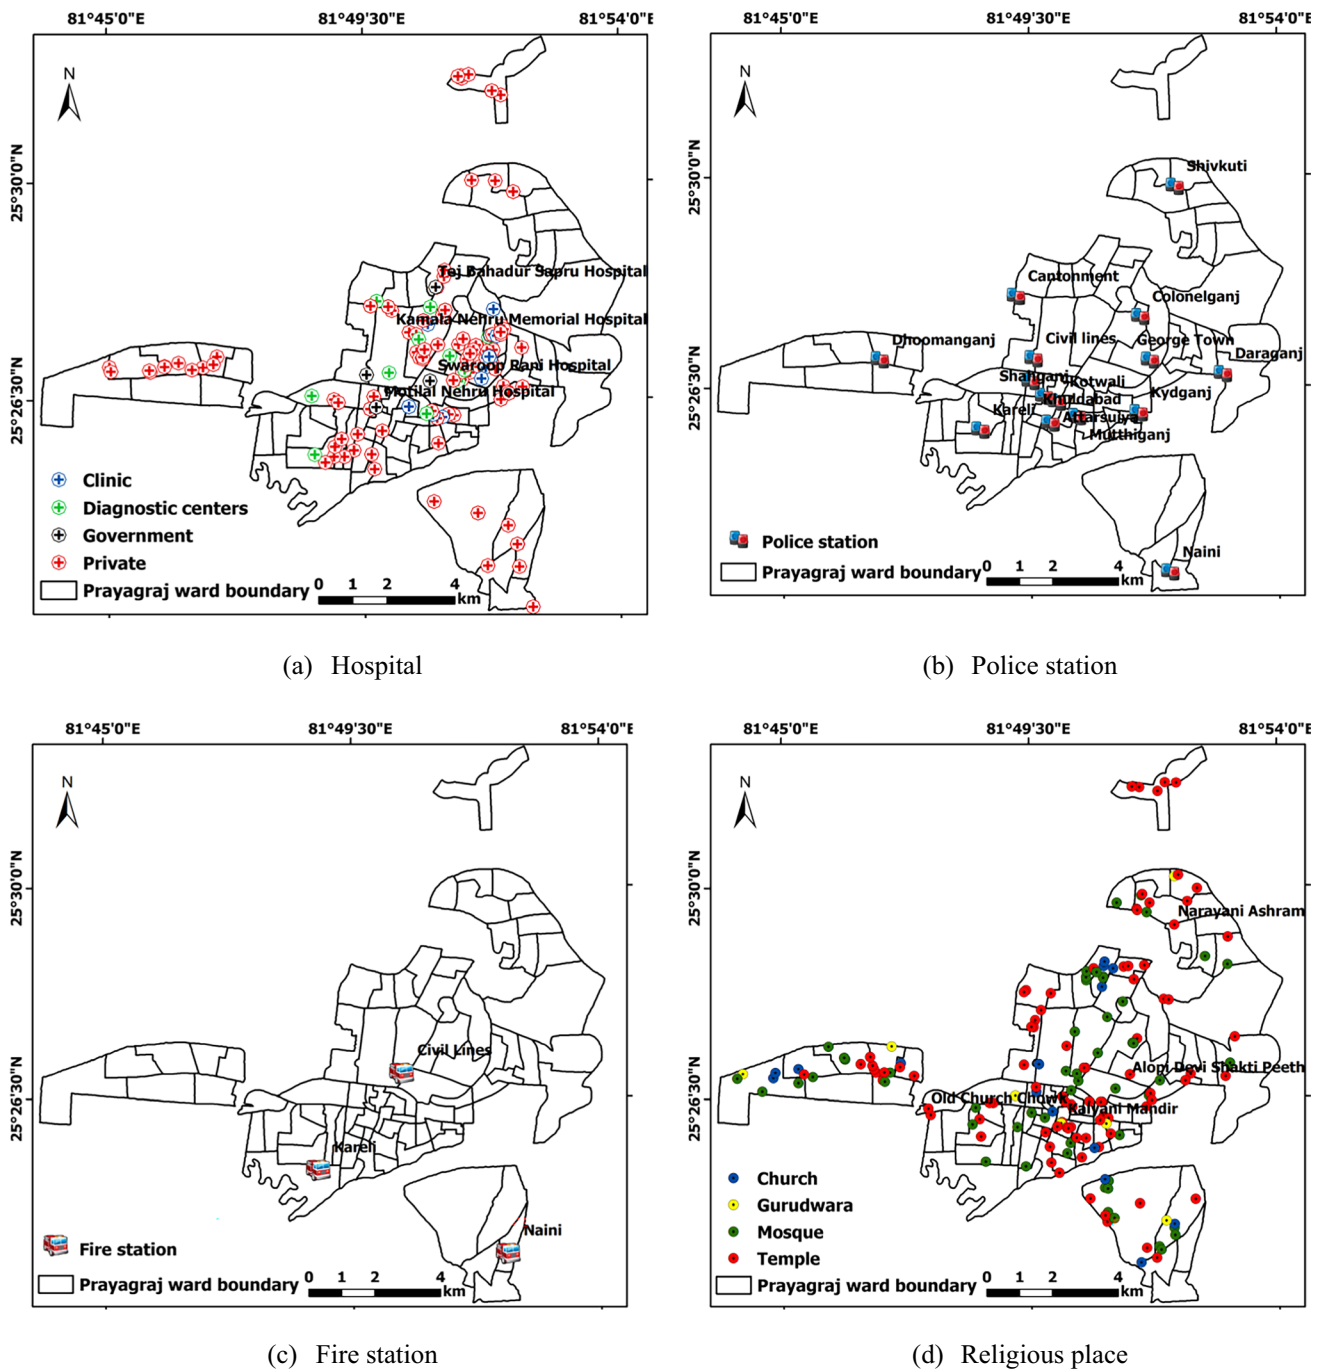 81°45'0"E 81°49'30"E 81°54'0"E
N
25°30'0"N
25°26'30"N
Tej Bahadur Sapru Hospital
Kamala Nehru Memorial Hospital
Swaroop Rani Hospital
Motilal Nehru Hospital
Clinic
Diagnostic centers
Government
Private
Prayagraj ward boundary
0 1 2 4
km
(a) Hospital
81°45'0"E 81°49'30"E 81°54'0"E
N
25°30'0"N
25°26'30"N
Shivkuti
Cantonment
Colonelganj
Dhoomanganj
Civil lines
George Town
Daraganj
Shahganj
Kotwali
Kydganj
Khuldabad
Kareli
Attarsuiya
Mutthiganj
Naini
Police station
Prayagraj ward boundary
0 1 2 4
km
(b) Police station
81°45'0"E 81°49'30"E 81°54'0"E
N
25°30'0"N
25°26'30"N
Civil Lines
Kareli
Naini
Fire station
Prayagraj ward boundary
0 1 2 4
km
(c) Fire station
81°45'0"E 81°49'30"E 81°54'0"E
N
25°30'0"N
25°26'30"N
Narayani Ashram
Alopi Devi Shakti Peeth
Old Church Chowk
Kalyani Mandir
Church
Gurudwara
Mosque
Temple
Prayagraj ward boundary
0 1 2 4
km
(d) Religious place